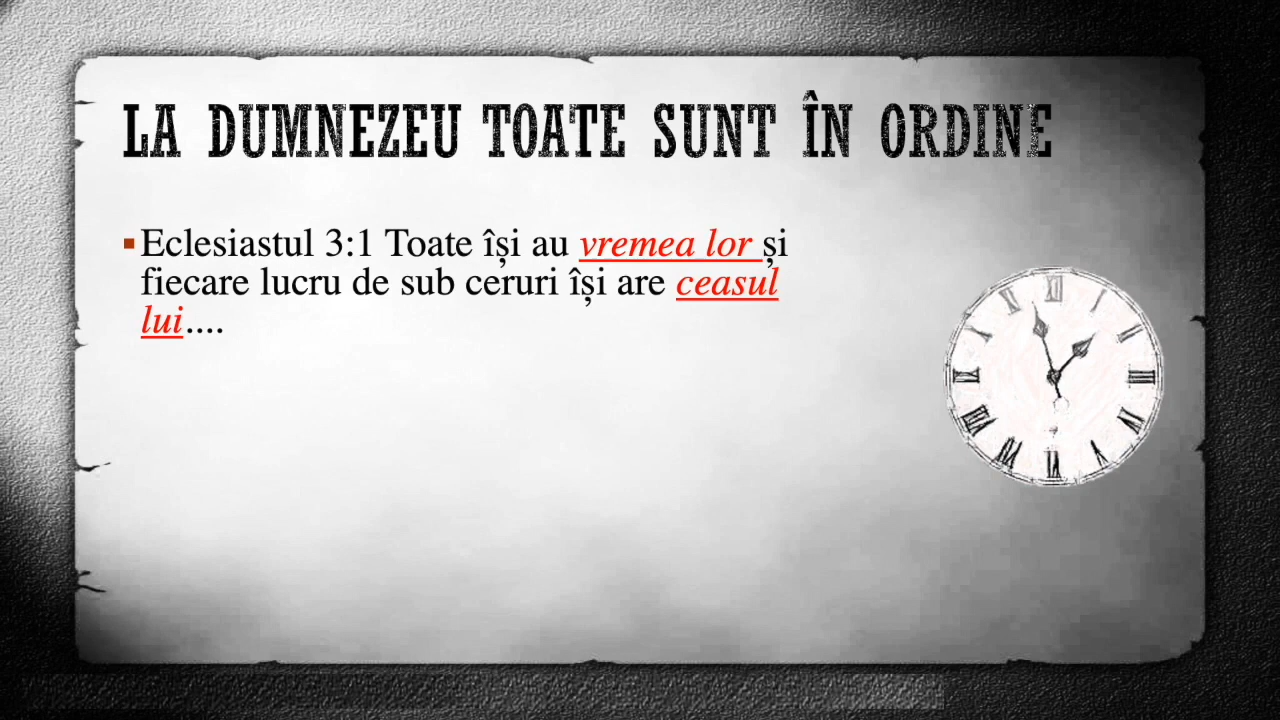 LA DUMNEZEU TOATE SUNT ÎN ORDINE
Eclesiastul 3:1 Toate își au vremea lor și
fiecare lucru de sub ceruri își are ceasul
lui....